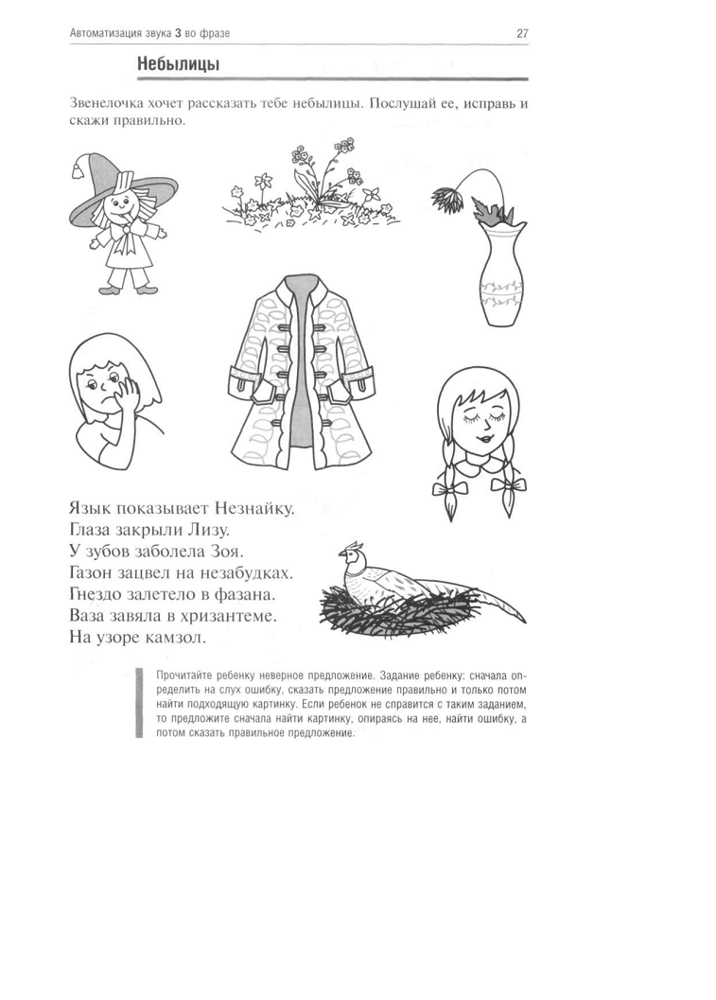 Автоматизация звука З во фразе 27
Небылицы
Звенелочка хочет рассказать тебе небылицы. Послушай ее, исправь и
скажи правильно.
Язык показывает Незнайку.
Глаза закрыли Лизу.
У зубов заболела Зоя.
Газон зацвел на незабудках.
Гнездо залетело в фазана.
Ваза завяла в хризантеме.
На узоре камзол.
Прочитайте ребенку неверное предложение. Задание ребенку: сначала оп-
ределить на слух ошибку, сказать предложение правильно и только потом
найти подходящую картинку. Если ребенок не справится с таким заданием,
то предложите сначала найти картинку, опираясь на нее, найти ошибку, а
потом сказать правильное предложение.